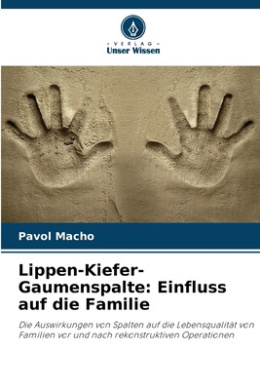 VERLAG
Unser Wissen
Pavol Macho
Lippen-Kiefer-
Gaumenspalte: Einfluss
auf die Familie
Die Auswirkungen von Spalten auf die Lebensqualität von
Familien vor und nach rekonstruktiven Operationen